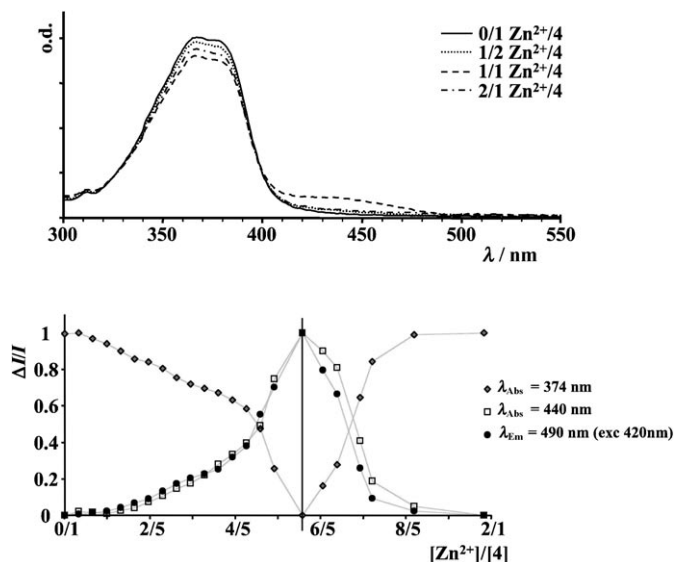 o.d.
0/1 Zn²⁺/4
1/2 Zn²⁺/4
1/1 Zn²⁺/4
2/1 Zn²⁺/4
300 350 400 450 500 550
λ / nm
ΔI/I
1
0.8
0.6
0.4
0.2
0
λAbs = 374 nm
λAbs = 440 nm
λEm = 490 nm (exc 420nm)
0/1 2/5 4/5 6/5 8/5 2/1
[Zn²⁺]/[4]